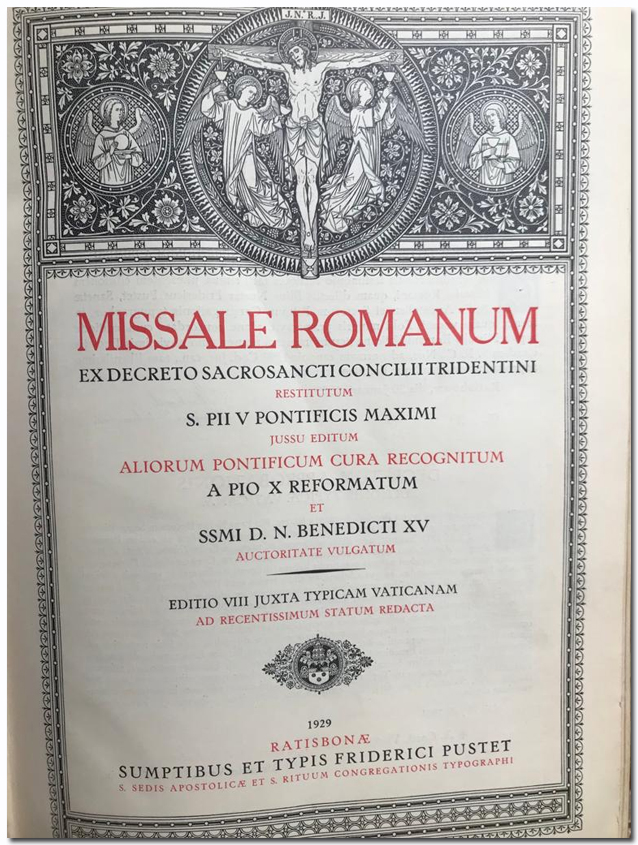 J. N. R. J.
MISSALE ROMANUM
EX DECRETO SACROSANCTI CONCILII TRIDENTINI
RESTITUTUM
S. PII V PONTIFICIS MAXIMI
JUSSU EDITUM
ALIORUM PONTIFICUM CURA RECOGNITUM
A PIO X REFORMATUM
ET
SSMI D. N. BENEDICTI XV
AUCTORITATE VULGATUM
EDITIO VIII JUXTA TYPICAM VATICANAM
AD RECENTISSIMUM STATUM REDACTA
1929
RATISBONÆ
SUMPTIBUS ET TYPIS FRIDERICI PUSTET
S. SEDIS APOSTOLICÆ ET S. RITUUM CONGREGATIONIS TYPOGRAPHI